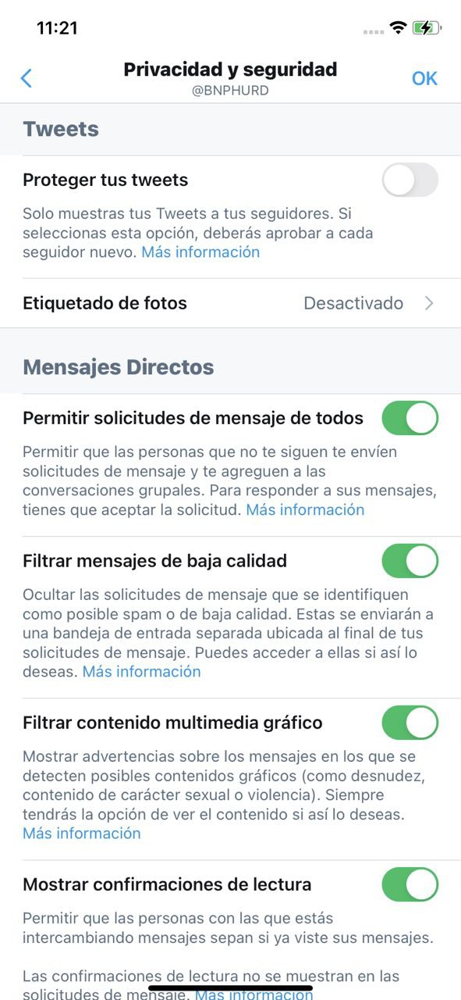 11:21
Privacidad y seguridad
@BNPHURD
OK
Tweets
Proteger tus tweets
Solo muestras tus Tweets a tus seguidores. Si
seleccionas esta opción, deberás aprobar a cada
seguidor nuevo. Más información
Etiquetado de fotos Desactivado
Mensajes Directos
Permitir solicitudes de mensaje de todos
Permitir que las personas que no te siguen te envíen
solicitudes de mensaje y te agreguen a las
conversaciones grupales. Para responder a sus mensajes,
tienes que aceptar la solicitud. Más información
Filtrar mensajes de baja calidad
Ocultar las solicitudes de mensaje que se identifiquen
como posible spam o de baja calidad. Estas se enviarán a
una bandeja de entrada separada ubicada al final de tus
solicitudes de mensaje. Puedes acceder a ellas si así lo
deseas. Más información
Filtrar contenido multimedia gráfico
Mostrar advertencias sobre los mensajes en los que se
detecten posibles contenidos gráficos (como desnudez,
contenido de carácter sexual o violencia). Siempre
tendrás la opción de ver el contenido si así lo deseas.
Más información
Mostrar confirmaciones de lectura
Permitir que las personas con las que estás
intercambiando mensajes sepan si ya viste sus mensajes.
Las confirmaciones de lectura no se muestran en las
solicitudes de mensaje. Más información